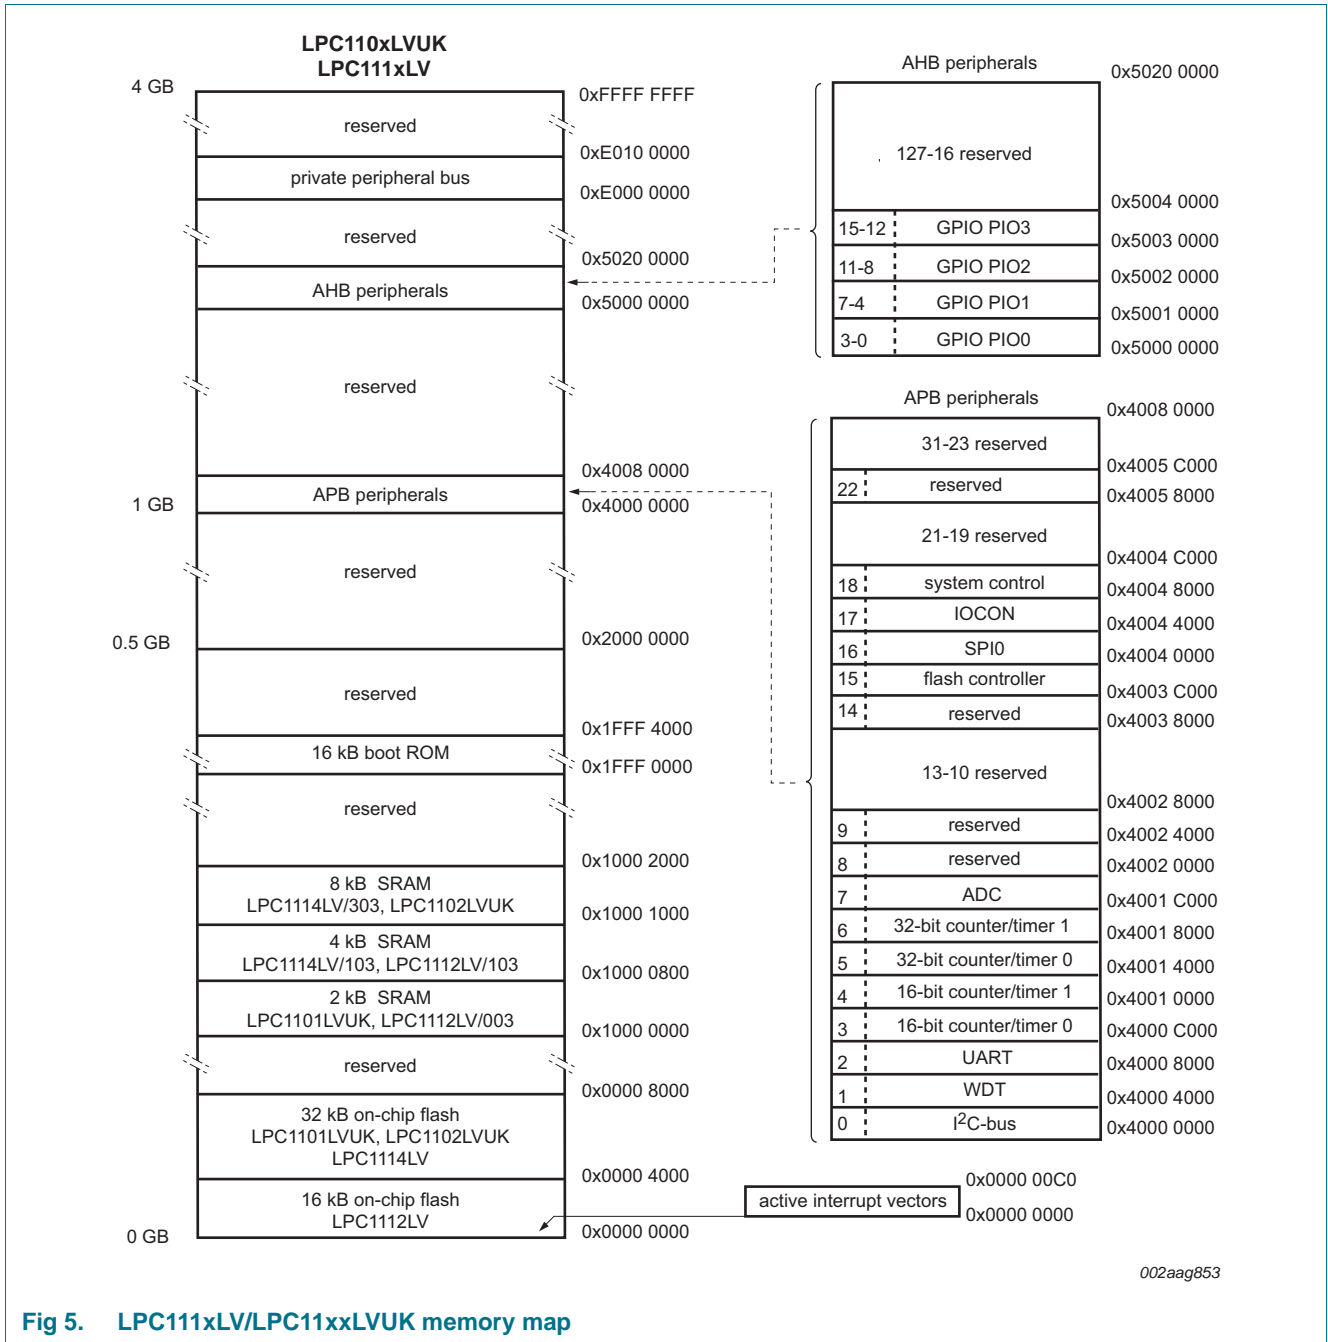 LPC110xLVUK
LPC111xLV
4 GB
0xFFFF FFFF
reserved
0xE010 0000
private peripheral bus
0xE000 0000
reserved
0x5020 0000
AHB peripherals
0x5000 0000
reserved
0x4008 0000
APB peripherals
1 GB
0x4000 0000
reserved
0.5 GB
0x2000 0000
reserved
0x1FFF 4000
16 kB boot ROM
0x1FFF 0000
reserved
0x1000 2000
8 kB SRAM
LPC1114LV/303, LPC1102LVUK
0x1000 1000
4 kB SRAM
LPC1114LV/103, LPC1112LV/103
0x1000 0800
2 kB SRAM
LPC1101LVUK, LPC1112LV/003
0x1000 0000
reserved
0x0000 8000
32 kB on-chip flash
LPC1101LVUK, LPC1102LVUK
LPC1114LV
0x0000 4000
16 kB on-chip flash
LPC1112LV
0 GB
0x0000 0000
AHB peripherals
0x5020 0000
127-16 reserved
0x5004 0000
15-12 GPIO PIO3
0x5003 0000
11-8 GPIO PIO2
0x5002 0000
7-4 GPIO PIO1
0x5001 0000
3-0 GPIO PIO0
0x5000 0000
APB peripherals
0x4008 0000
31-23 reserved
0x4005 C000
22 reserved
0x4005 8000
21-19 reserved
0x4004 C000
18 system control
0x4004 8000
17 IOCON
0x4004 4000
16 SPI0
0x4004 0000
15 flash controller
0x4003 C000
14 reserved
0x4003 8000
13-10 reserved
0x4002 8000
9 reserved
0x4002 4000
8 reserved
0x4002 0000
7 ADC
0x4001 C000
6 32-bit counter/timer 1
0x4001 8000
5 32-bit counter/timer 0
0x4001 4000
4 16-bit counter/timer 1
0x4001 0000
3 16-bit counter/timer 0
0x4000 C000
2 UART
0x4000 8000
1 WDT
0x4000 4000
0 I2C-bus
0x4000 0000
0x0000 00C0
active interrupt vectors
0x0000 0000
002aag853
Fig 5. LPC111xLV/LPC11xxLVUK memory map